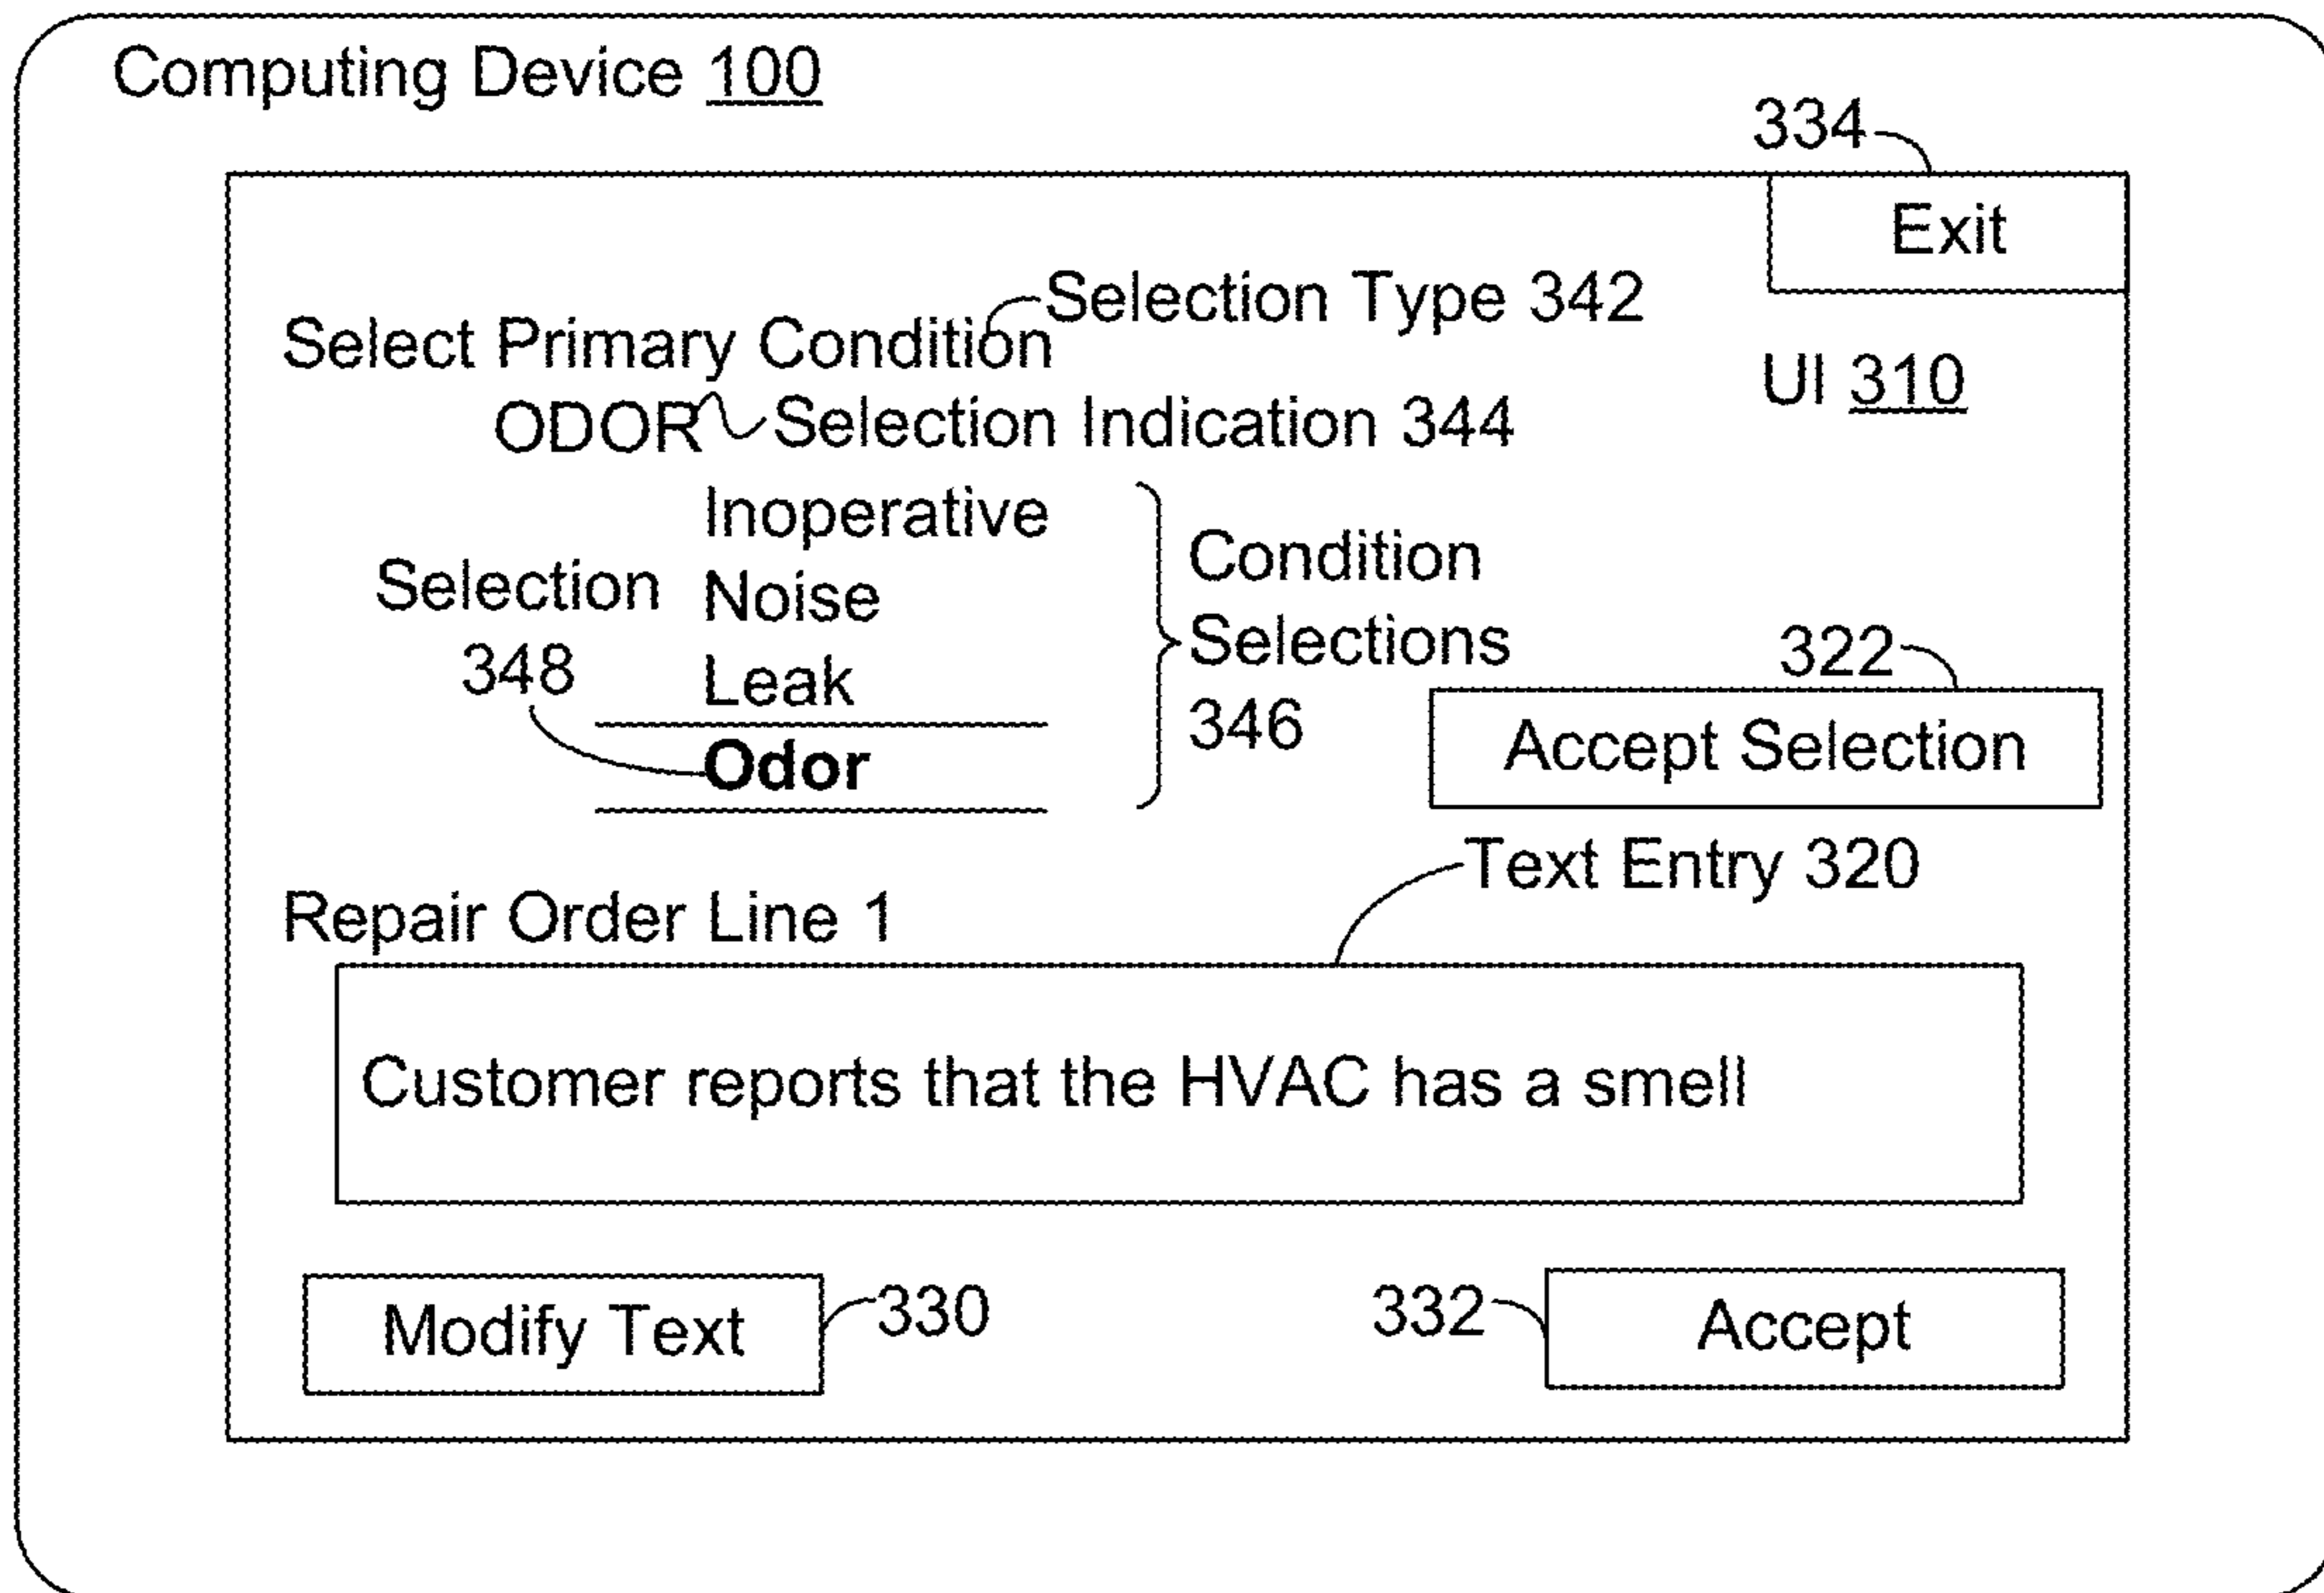 Computing Device 100
334
Exit
Selection Type 342
Select Primary Condition
UI 310
ODOR Selection Indication 344
Inoperative
Noise
Leak
Odor
Selection
348
Condition
Selections
346
322
Accept Selection
Text Entry 320
Repair Order Line 1
Customer reports that the HVAC has a smell
Modify Text
330
332
Accept